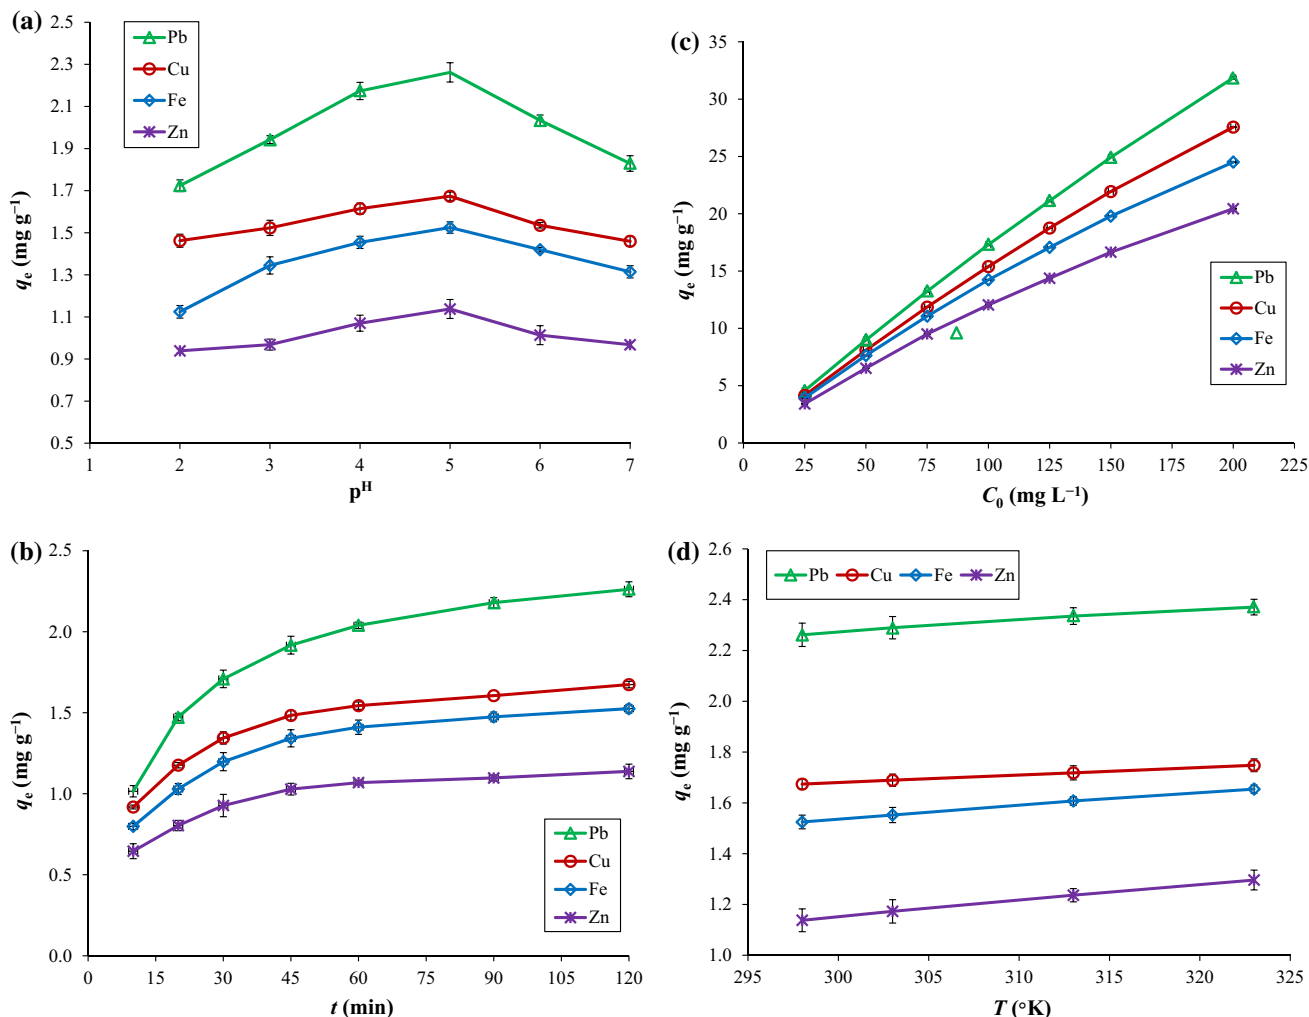 (a)
2.5
2.3
2.1
1.9
1.7
1.5
1.3
1.1
0.9
0.7
0.5
1 2 3 4 5 6 7
qe (mg g−1)
pH
Pb
Cu
Fe
Zn
(c)
35
30
25
20
15
10
5
0
0 25 50 75 100 125 150 175 200 225
qe (mg g−1)
C0 (mg L−1)
Pb
Cu
Fe
Zn
(b)
2.5
2.0
1.5
1.0
0.5
0.0
0 15 30 45 60 75 90 105 120
qe (mg g−1)
t (min)
Pb
Cu
Fe
Zn
(d)
2.6
2.4
2.2
2.0
1.8
1.6
1.4
1.2
1.0
295 300 305 310 315 320 325
qe (mg g−1)
T (°K)
Pb Cu Fe Zn